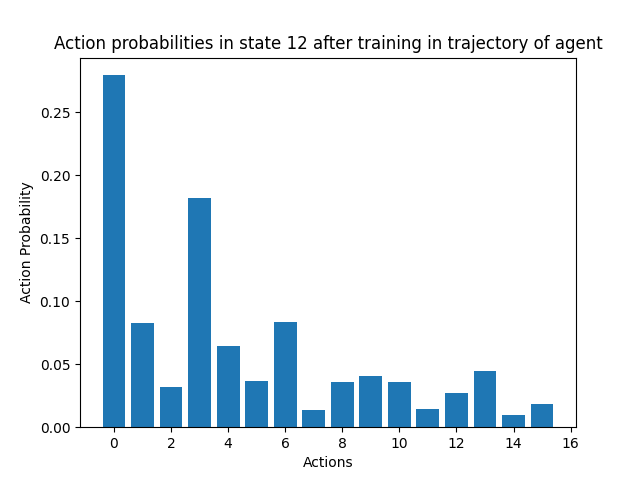 Action probabilities in state 12 after training in trajectory of agent
0.25
0.20
0.15
0.10
0.05
0.00
Action Probability
0 2 4 6 8 10 12 14 16
Actions